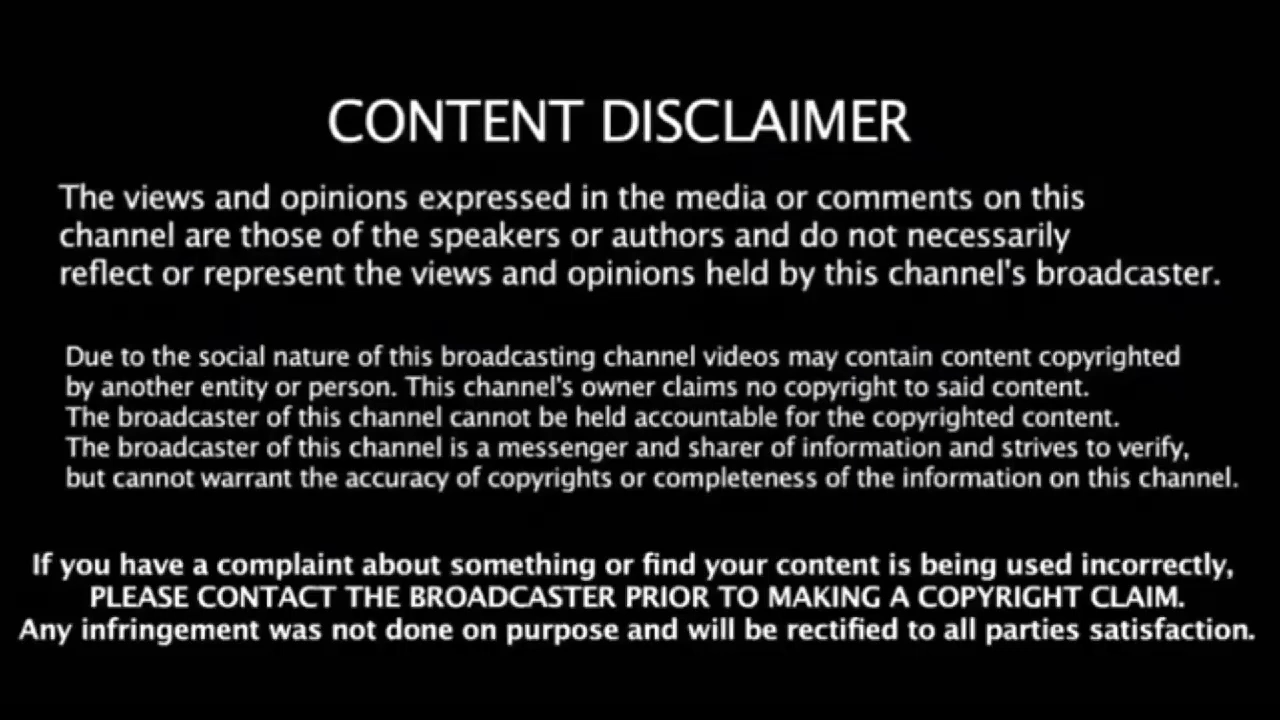 CONTENT DISCLAIMER
The views and opinions expressed in the media or comments on this
channel are those of the speakers or authors and do not necessarily
reflect or represent the views and opinions held by this channel's broadcaster.
Due to the social nature of this broadcasting channel videos may contain content copyrighted
by another entity or person. This channel's owner claims no copyright to said content.
The broadcaster of this channel cannot be held accountable for the copyrighted content.
The broadcaster of this channel is a messenger and sharer of information and strives to verify,
but cannot warrant the accuracy of copyrights or completeness of the information on this channel.
If you have a complaint about something or find your content is being used incorrectly,
PLEASE CONTACT THE BROADCASTER PRIOR TO MAKING A COPYRIGHT CLAIM.
Any infringement was not done on purpose and will be rectified to all parties satisfaction.